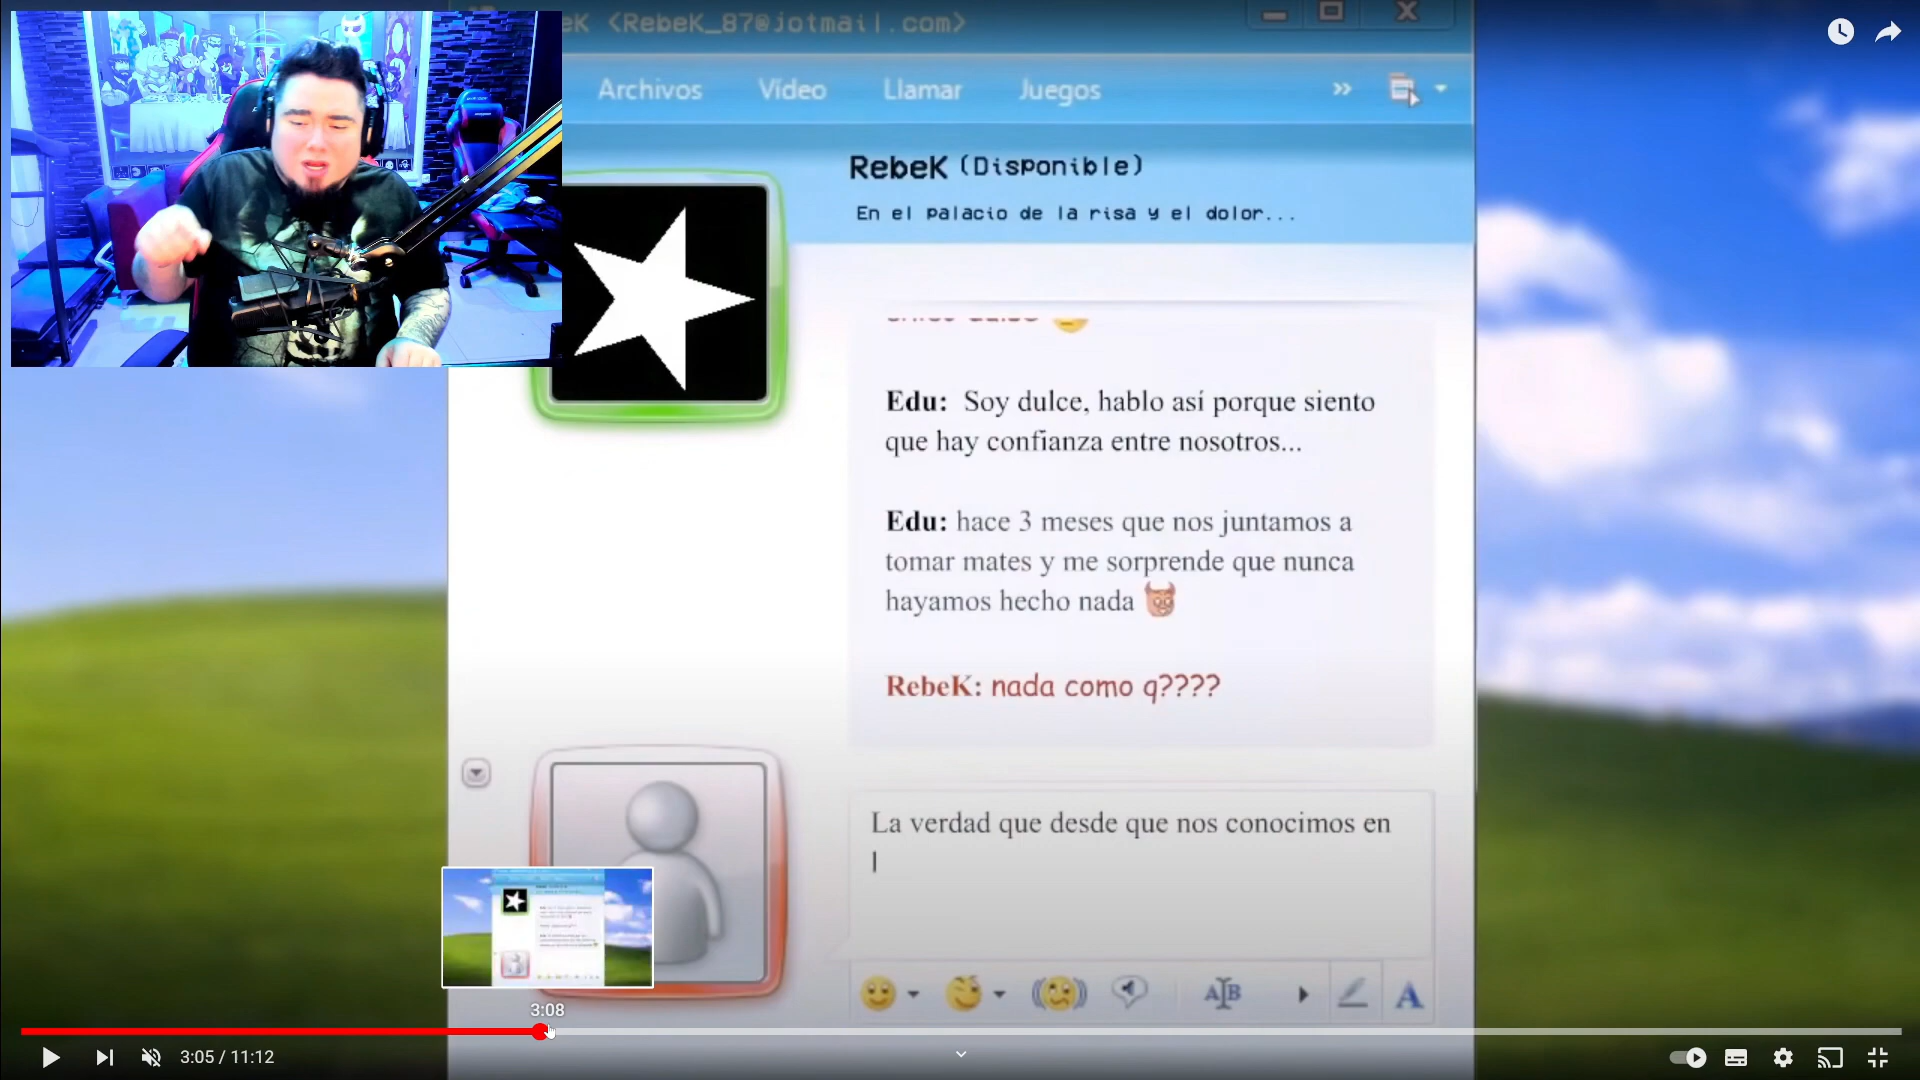 eK <RebeK_87@jotmail.com>
Archivos Vídeo Llamar Juegos »
RebeK (Disponible)
En el palacio de la risa y el dolor...
Edu: Soy dulce, hablo así porque siento
que hay confianza entre nosotros...
Edu: hace 3 meses que nos juntamos a
tomar mates y me sorprende que nunca
hayamos hecho nada
RebeK: nada como q????
La verdad que desde que nos conocimos en
l
AB A
3:08
3:05 / 11:12